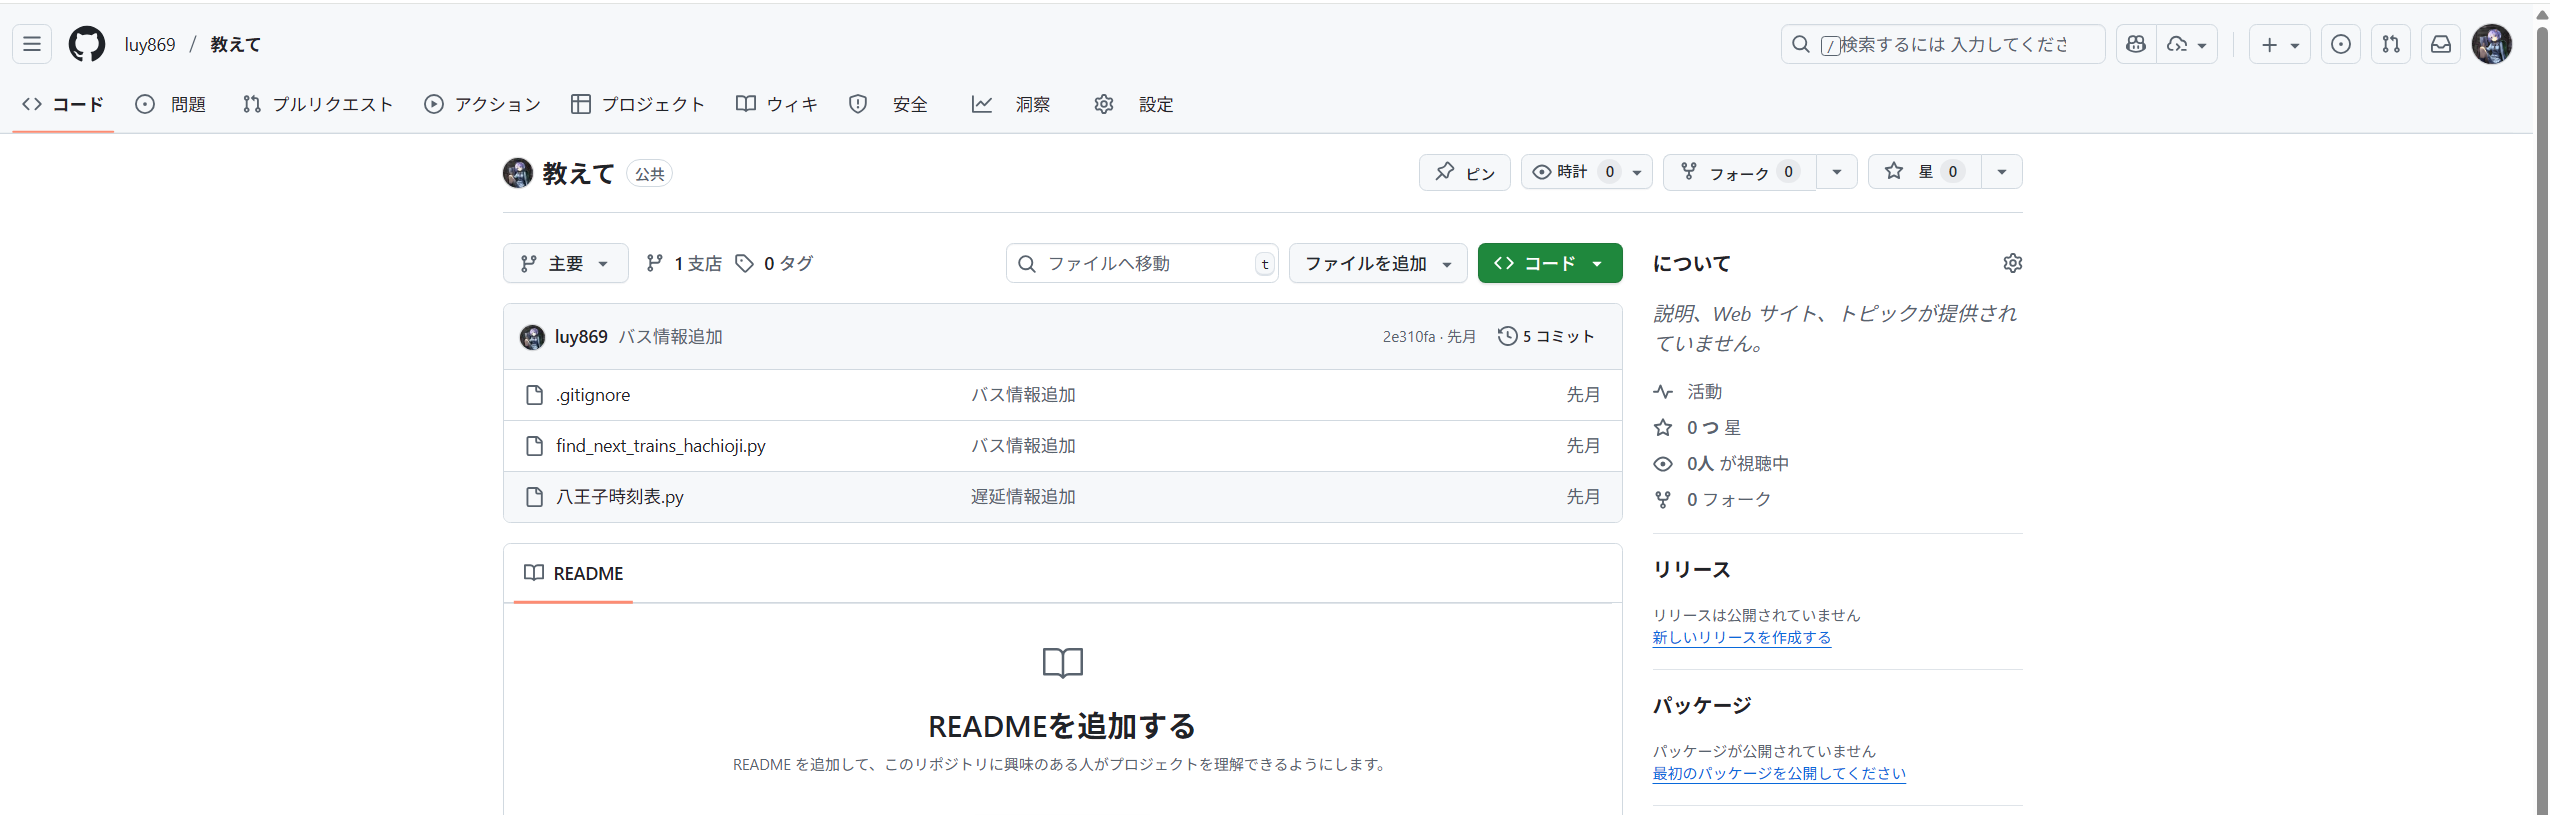 luy869 / 教えて
/ 検索するには 入力してくださ
コード 問題 プルリクエスト アクション プロジェクト ウィキ 安全 洞察 設定
教えて 公共
ピン 時計 0 フォーク 0 星 0
主要 1 支店 0 タグ
ファイルへ移動 t ファイルを追加 コード
luy869 バス情報追加 2e310fa · 先月 5 コミット
.gitignore バス情報追加 先月
find_next_trains_hachioji.py バス情報追加 先月
八王子時刻表.py 遅延情報追加 先月
README
READMEを追加する
README を追加して、このリポジトリに興味のある人がプロジェクトを理解できるようにします。
について
説明、Web サイト、トピックが提供され
ていません。
活動
0 つ 星
0人 が視聴中
0 フォーク
リリース
リリースは公開されていません
新しいリリースを作成する
パッケージ
パッケージが公開されていません
最初のパッケージを公開してください